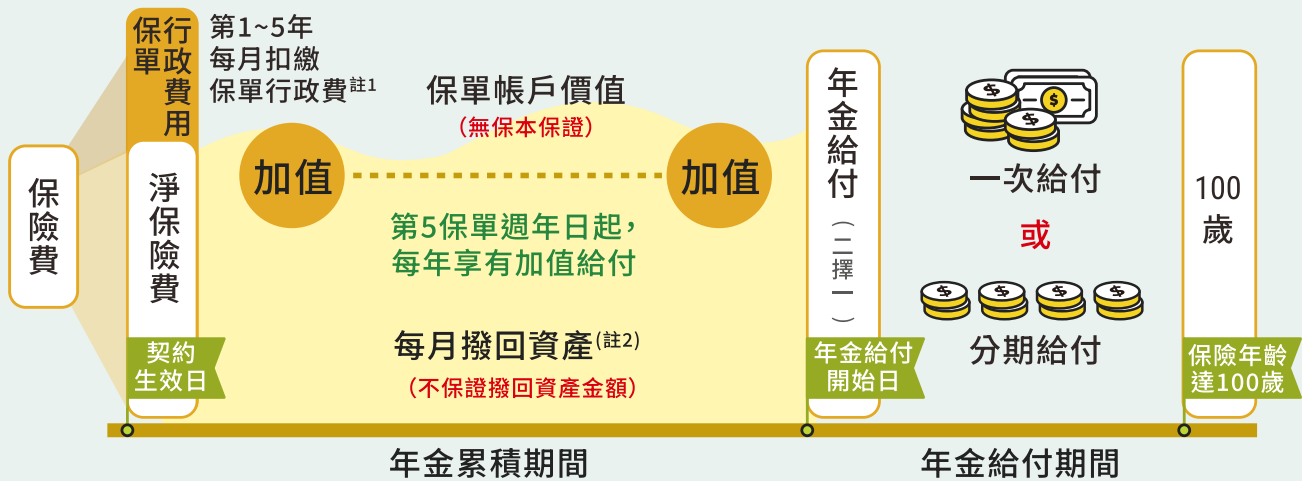 保險費
保單
行政費用
第1~5年
每月扣繳
保單行政費註1
淨保險費
契約
生效日
保單帳戶價值
(無保本保證)
加值
加值
第5保單週年日起，
每年享有加值給付
每月撥回資產(註2)
(不保證撥回資產金額)
年金給付
(二擇一)
年金給付
開始日
一次給付
或
分期給付
100
歲
保險年齡
達100歲
年金累積期間
年金給付期間